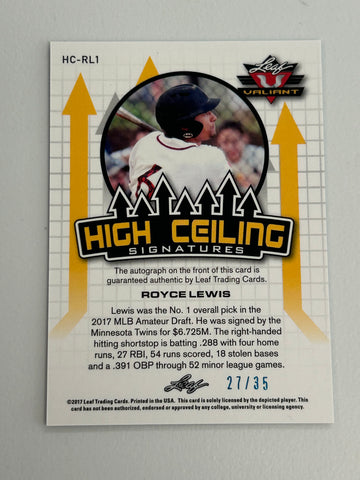 HC-RL1
Leaf
VALIANT
HIGH CEILING
SIGNATURES
The autograph on the front of this card is
guaranteed authentic by Leaf Trading Cards.
ROYCE LEWIS
Lewis was the No. 1 overall pick in the
2017 MLB Amateur Draft. He was signed by the
Minnesota Twins for $6.725M. The right-handed
hitting shortstop is batting .288 with four home
runs, 27 RBI, 54 runs scored, 18 stolen bases
and a .391 OBP through 52 minor league games.
Leaf
27/35
©2017 Leaf Trading Cards. Printed in the USA. This card is solely licensed by the depicted player. This
card has not been authorized, endorsed or approved by any college, university or licensing agency.